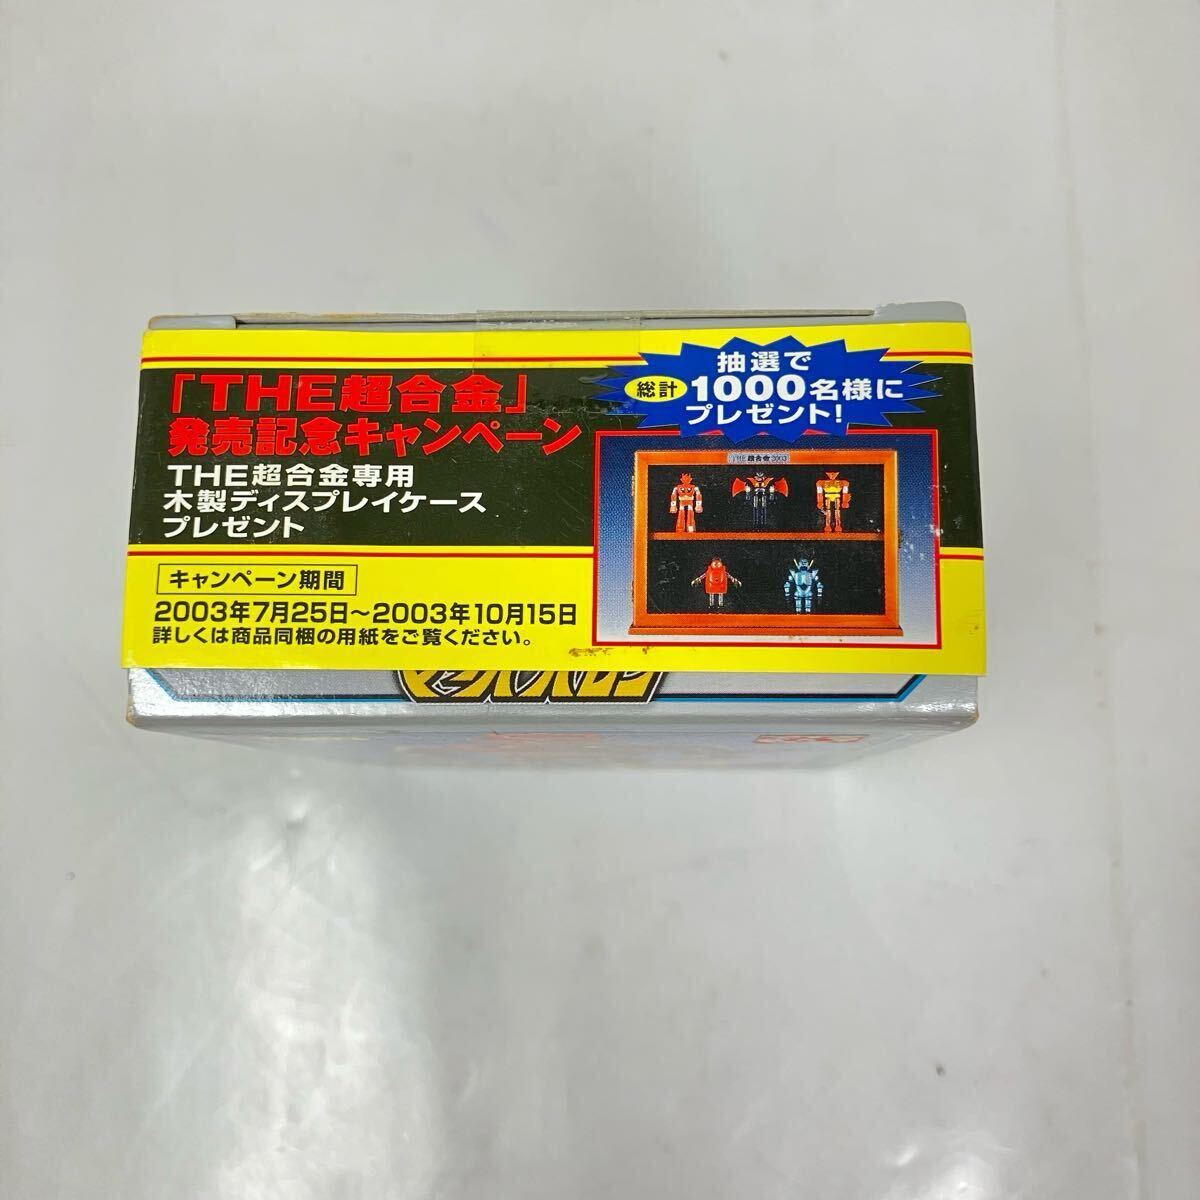 「THE超合金」
発売記念キャンペーン
THE超合金専用
木製ディスプレイケース
プレゼント
キャンペーン期間
2003年7月25日〜2003年10月15日
詳しくは商品同梱の用紙をご覧ください。
抽選で
総計 1000名様に
プレゼント!
THE 超合金 2003